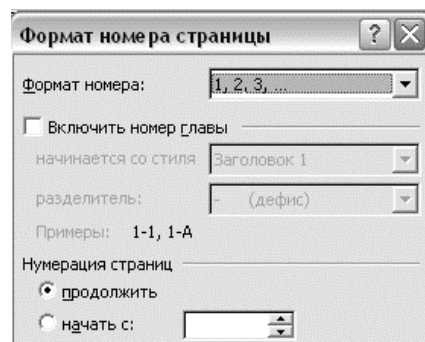 Формат номера страницы
Формат номера: 1, 2, 3, ...
Включить номер главы
начинается со стиля Заголовок 1
разделитель: - (дефис)
Примеры: 1-1, 1-A
Нумерация страниц
продолжить
начать с: